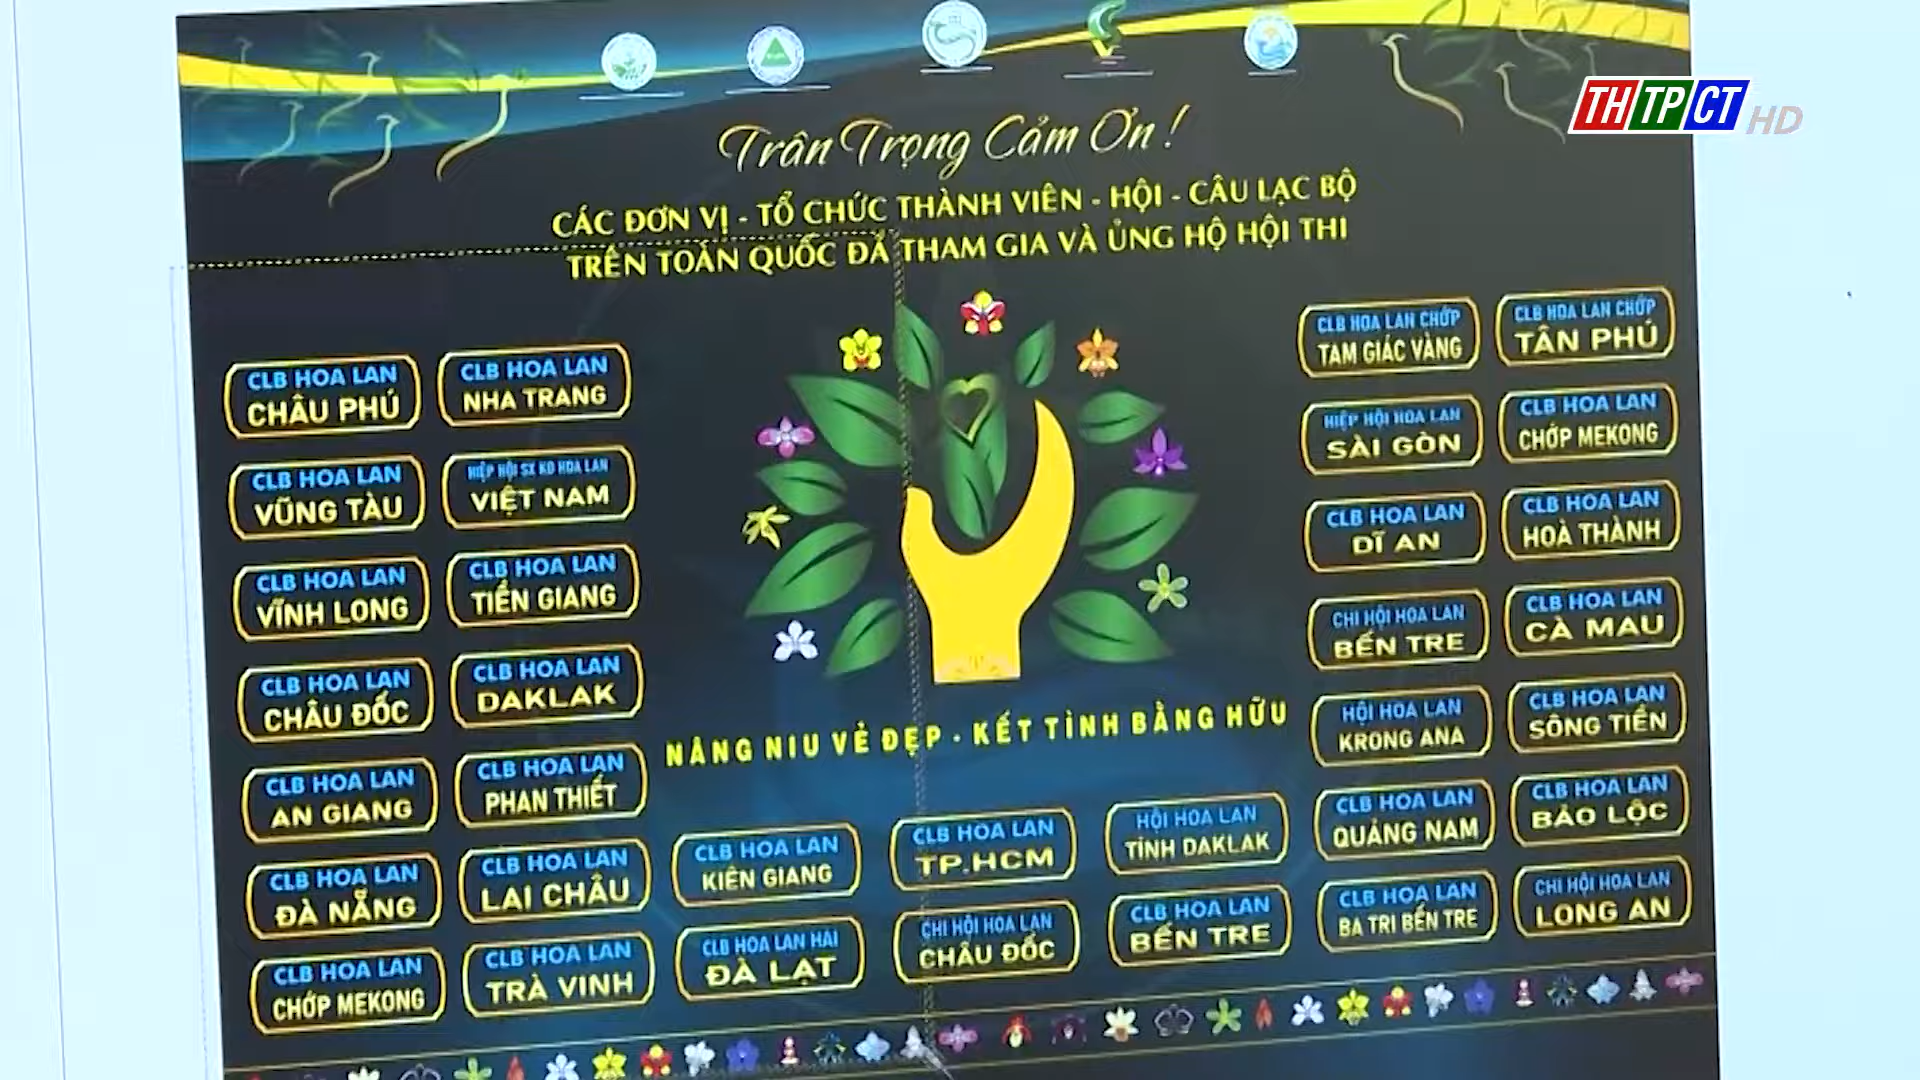 THTPCT HD
Trân Trọng Cảm Ơn!
CÁC ĐƠN VỊ - TỔ CHỨC THÀNH VIÊN - HỘI - CÂU LẠC BỘ
TRÊN TOÀN QUỐC ĐÃ THAM GIA VÀ ỦNG HỘ HỘI THI
CLB HOA LAN
CHÂU PHÚ
CLB HOA LAN
NHA TRANG
CLB HOA LAN
VŨNG TÀU
HIỆP HỘI SX KD HOA LAN
VIỆT NAM
CLB HOA LAN
VĨNH LONG
CLB HOA LAN
TIỀN GIANG
CLB HOA LAN
CHÂU ĐỐC
CLB HOA LAN
DAKLAK
CLB HOA LAN
AN GIANG
CLB HOA LAN
PHAN THIẾT
CLB HOA LAN
ĐÀ NẴNG
CLB HOA LAN
LAI CHÂU
CLB HOA LAN
CHỚP MEKONG
CLB HOA LAN
TRÀ VINH
NÂNG NIU VẺ ĐẸP - KẾT TÌNH BẰNG HỮU
CLB HOA LAN
KIÊN GIANG
CLB HOA LAN
TP.HCM
HỘI HOA LAN
TỈNH DAKLAK
CLB HOA LAN HÀI
ĐÀ LẠT
CHI HỘI HOA LAN
CHÂU ĐỐC
CLB HOA LAN
BẾN TRE
CLB HOA LAN CHỚP
TAM GIÁC VÀNG
CLB HOA LAN CHỚP
TÂN PHÚ
HIỆP HỘI HOA LAN
SÀI GÒN
CLB HOA LAN
CHỚP MEKONG
CLB HOA LAN
DĨ AN
CLB HOA LAN
HOÀ THÀNH
CHI HỘI HOA LAN
BẾN TRE
CLB HOA LAN
CÀ MAU
HỘI HOA LAN
KRONG ANA
CLB HOA LAN
SÔNG TIỀN
CLB HOA LAN
QUẢNG NAM
CLB HOA LAN
BẢO LỘC
CLB HOA LAN
BA TRI BẾN TRE
CHI HỘI HOA LAN
LONG AN